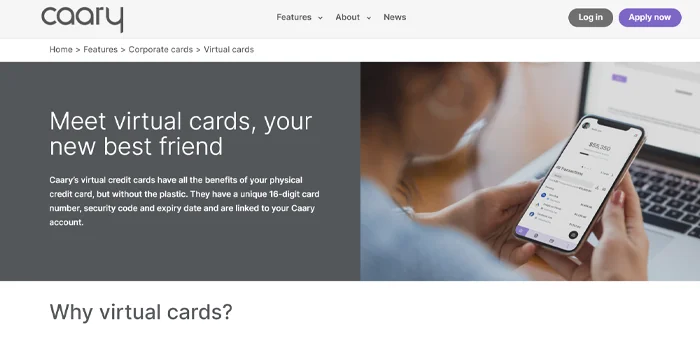 caary
Features About News Log in Apply now
Home > Features > Corporate cards > Virtual cards
Meet virtual cards, your
new best friend
Caary's virtual credit cards have all the benefits of your physical
credit card, but without the plastic. They have a unique 16-digit card
number, security code and expiry date and are linked to your Caary
account.
Why virtual cards?